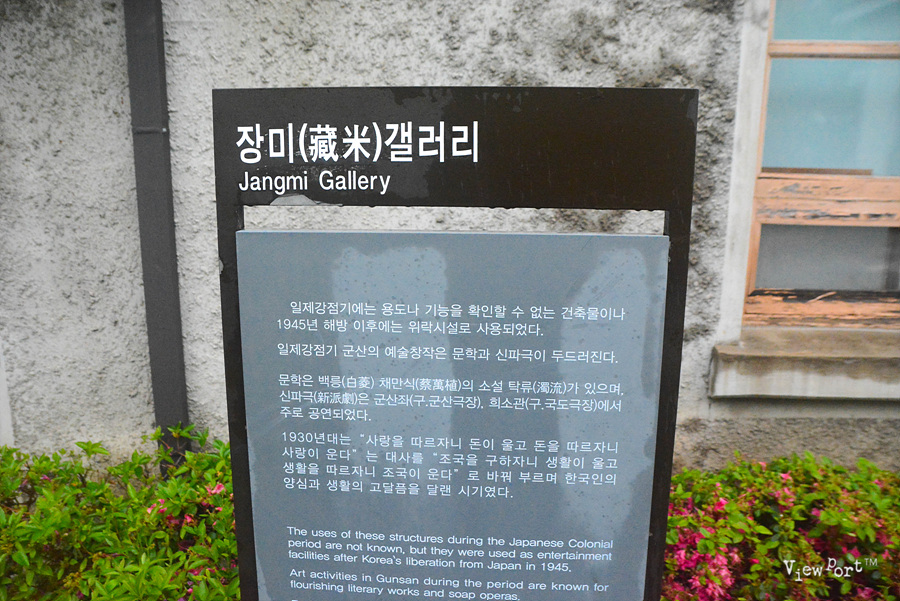 장미(藏米)갤러리
Jangmi Gallery
일제강점기에는 용도나 기능을 확인할 수 없는 건축물이나
1945년 해방 이후에는 위락시설로 사용되었다.
일제강점기 군산의 예술창작은 문학과 신파극이 두드러진다.
문학은 백릉(白菱) 채만식(蔡萬植)의 소설 탁류(濁流)가 있으며,
신파극(新派劇)은 군산좌(구.군산극장), 희소관(구.국도극장)에서
주로 공연되었다.
1930년대는 "사랑을 따르자니 돈이 울고 돈을 따르자니
사랑이 운다" 는 대사를 "조국을 구하자니 생활이 울고
생활을 따르자니 조국이 운다" 로 바꿔 부르며 한국인의
양심과 생활의 고달픔을 달랜 시기였다.
The uses of these structures during the Japanese Colonial
period are not known, but they were used as entertainment
facilities after Korea's liberation from Japan in 1945.
Art activities in Gunsan during the period are known for
flourishing literary works and soap operas.
ViewPort™